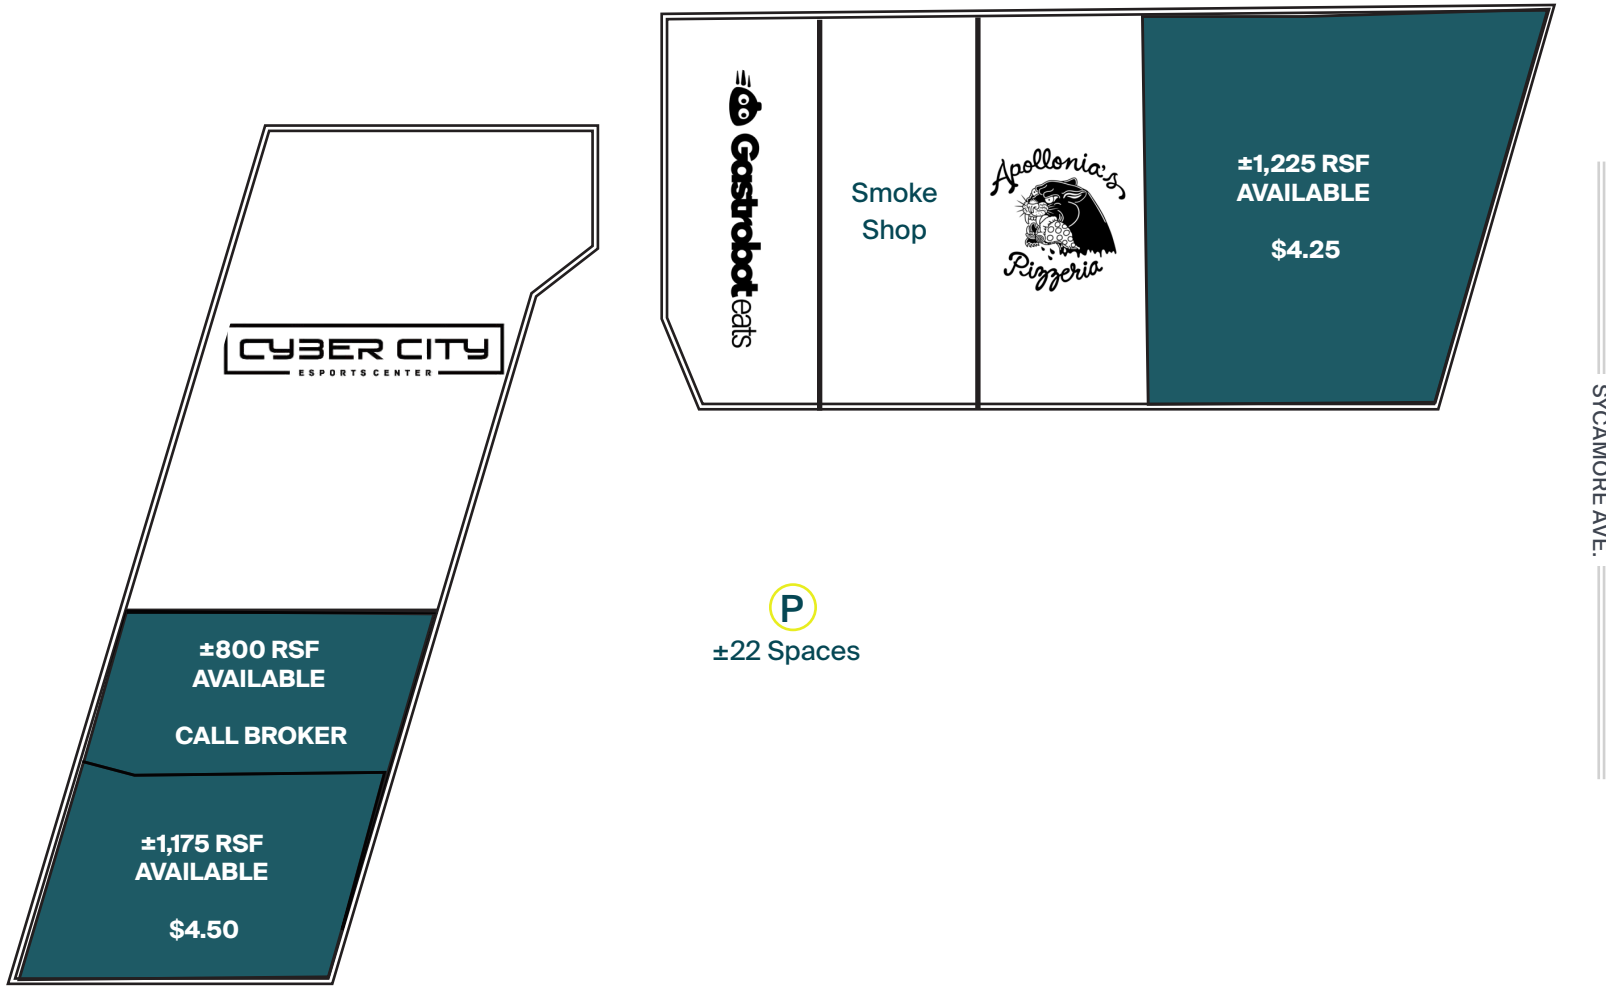 Gastrobot eats
Smoke
Shop
Apollonia's
Pizzeria
±1,225 RSF
AVAILABLE
$4.25
CYBER CITY
ESPORTS CENTER
SYCAMORE AVE.
P
±22 Spaces
±800 RSF
AVAILABLE
CALL BROKER
±1,175 RSF
AVAILABLE
$4.50